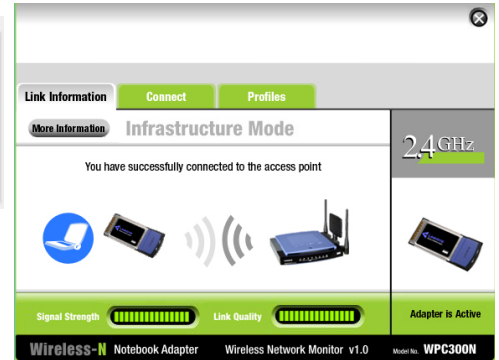 Link Information Connect Profiles
More Information Infrastructure Mode
2.4GHz
You have successfully connected to the access point
Signal Strength Link Quality Adapter is Active
Wireless-N Notebook Adapter Wireless Network Monitor v1.0 Model No. WPC300N